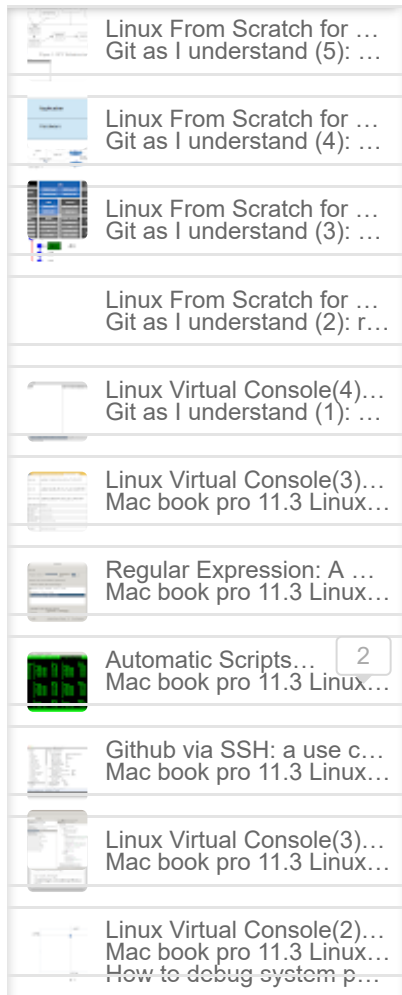 Linux From Scratch for …
Git as I understand (5): …
Linux From Scratch for …
Git as I understand (4): …
Linux From Scratch for …
Git as I understand (3): …
Linux From Scratch for …
Git as I understand (2): r…
Linux Virtual Console(4)…
Git as I understand (1): …
Linux Virtual Console(3)…
Mac book pro 11.3 Linux…
Regular Expression: A …
Mac book pro 11.3 Linux…
Automatic Scripts…
2
Mac book pro 11.3 Linux…
Github via SSH: a use c…
Mac book pro 11.3 Linux…
Linux Virtual Console(3)…
Mac book pro 11.3 Linux…
Linux Virtual Console(2)…
Mac book pro 11.3 Linux…
How to debug system p…